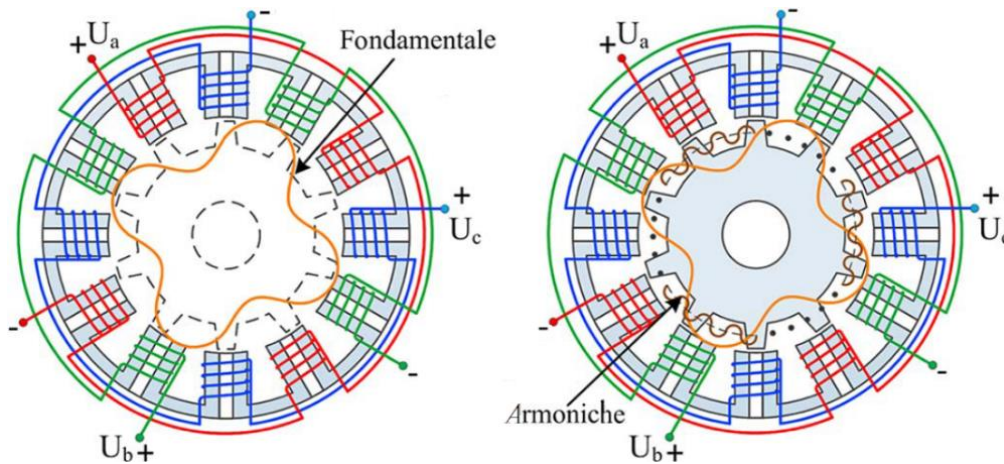 -
+Ua
Fondamentale
+
Uc
-
-
Ub+
-
+Ua
+
Uc
-
-
Armoniche
Ub+